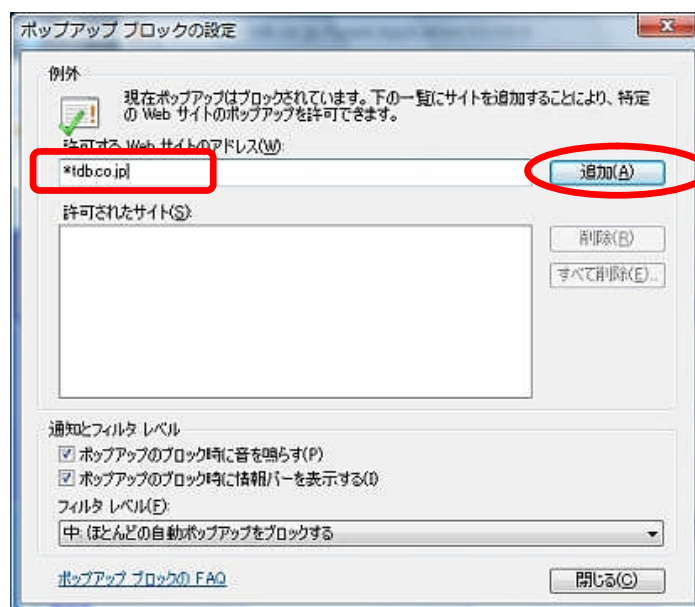 ポップアップ ブロックの設定
例外
現在ポップアップはブロックされています。下の一覧にサイトを追加することにより、特定
の Web サイトのポップアップを許可できます。
許可する Web サイトのアドレス(W):
*tdb.co.jp
追加(A)
許可されたサイト(S):
削除(R)
すべて削除(E)...
通知とフィルタ レベル
ポップアップのブロック時に音を鳴らす(P)
ポップアップのブロック時に情報バーを表示する(I)
フィルタ レベル(F):
中: ほとんどの自動ポップアップをブロックする
ポップアップ ブロックの FAQ
閉じる(C)